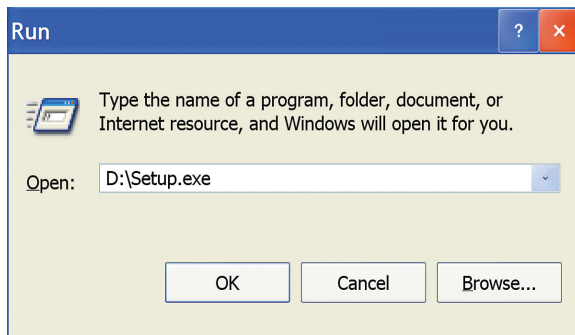 Run
?
×
Type the name of a program, folder, document, or
Internet resource, and Windows will open it for you.
Open: D:\Setup.exe
OK Cancel Browse...